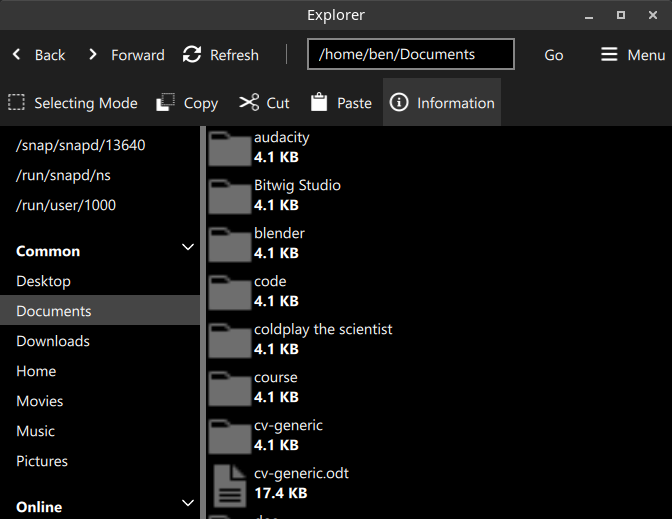 Explorer
Back Forward Refresh /home/ben/Documents Go Menu
Selecting Mode Copy Cut Paste Information
/snap/snapd/13640
/run/snapd/ns
/run/user/1000
Common
Desktop
Documents
Downloads
Home
Movies
Music
Pictures
Online
audacity
4.1 KB
Bitwig Studio
4.1 KB
blender
4.1 KB
code
4.1 KB
coldplay the scientist
4.1 KB
course
4.1 KB
cv-generic
4.1 KB
cv-generic.odt
17.4 KB